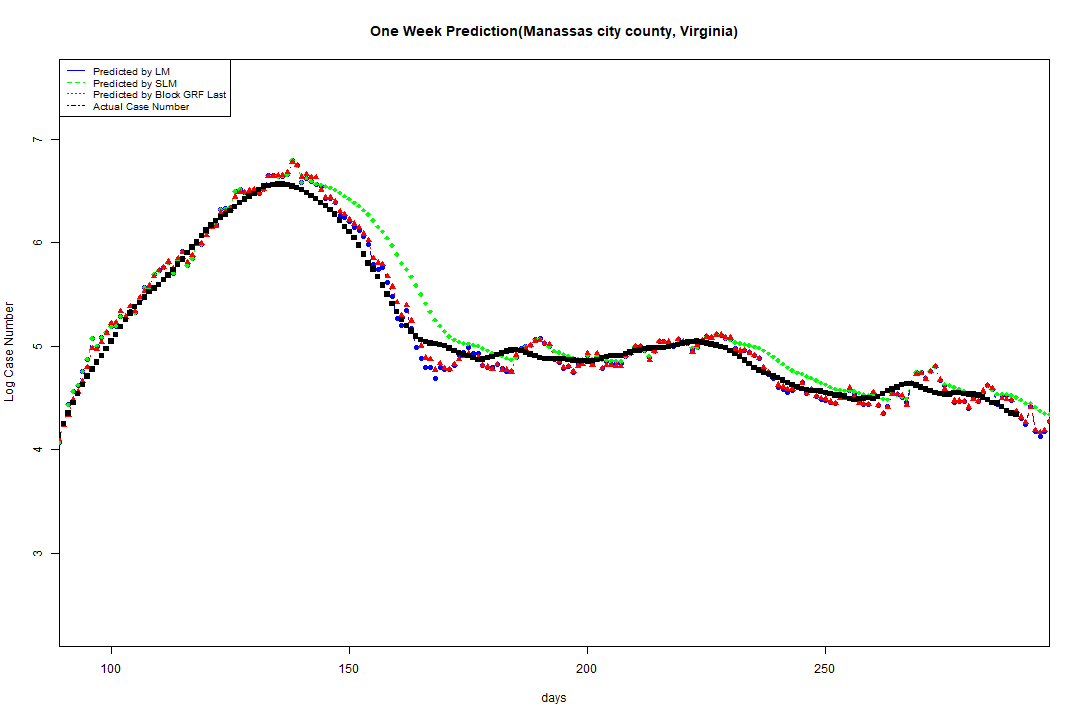 One Week Prediction(Manassas city county, Virginia)
Predicted by LM
Predicted by SLM
Predicted by Block GRF Last
Actual Case Number
7
6
5
4
3
Log Case Number
100 150 200 250
days